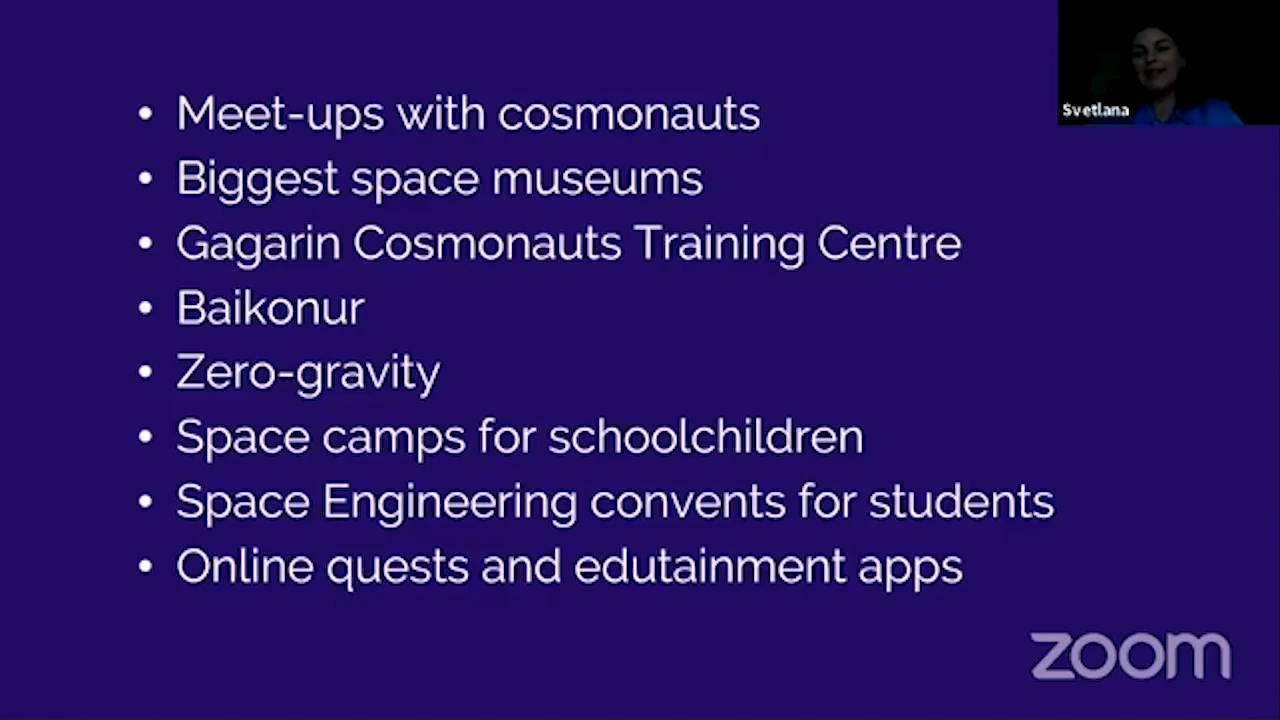 Svetlana
• Meet-ups with cosmonauts
• Biggest space museums
• Gagarin Cosmonauts Training Centre
• Baikonur
• Zero-gravity
• Space camps for schoolchildren
• Space Engineering convents for students
• Online quests and edutainment apps
zoom